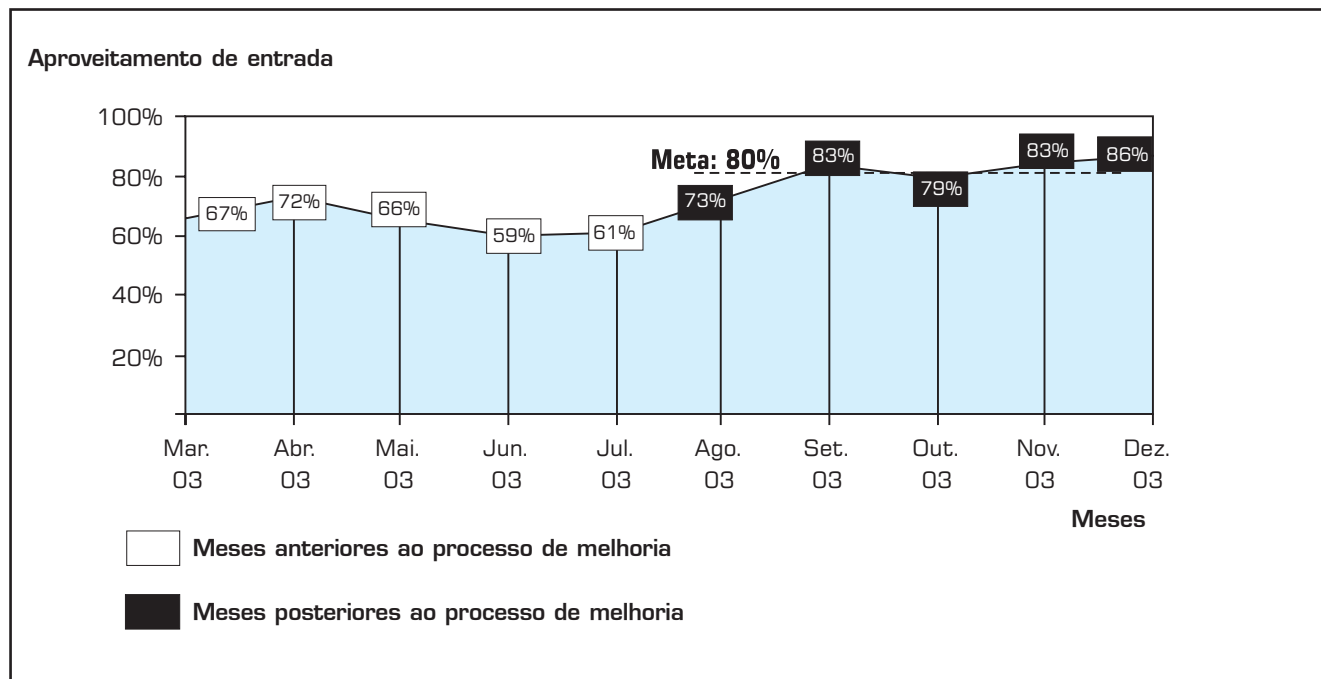 Aproveitamento de entrada
100%
80%
60%
40%
20%
Meta: 80%
67%
72%
66%
59%
61%
73%
83%
79%
83%
86%
Mar. Abr. Mai. Jun. Jul. Ago. Set. Out. Nov. Dez.
03 03 03 03 03 03 03 03 03 03
Meses
Meses anteriores ao processo de melhoria
Meses posteriores ao processo de melhoria